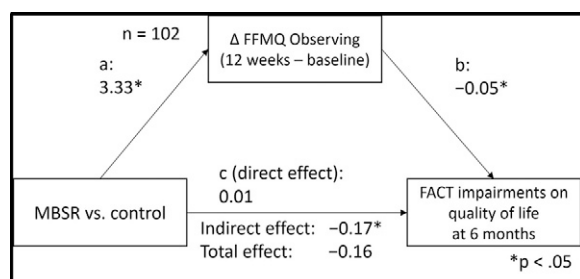 n = 102
Δ FFMQ Observing
(12 weeks – baseline)
a:
3.33*
b:
−0.05*
c (direct effect):
0.01
MBSR vs. control
Indirect effect: −0.17*
Total effect: −0.16
FACT impairments on
quality of life
at 6 months
*p < .05